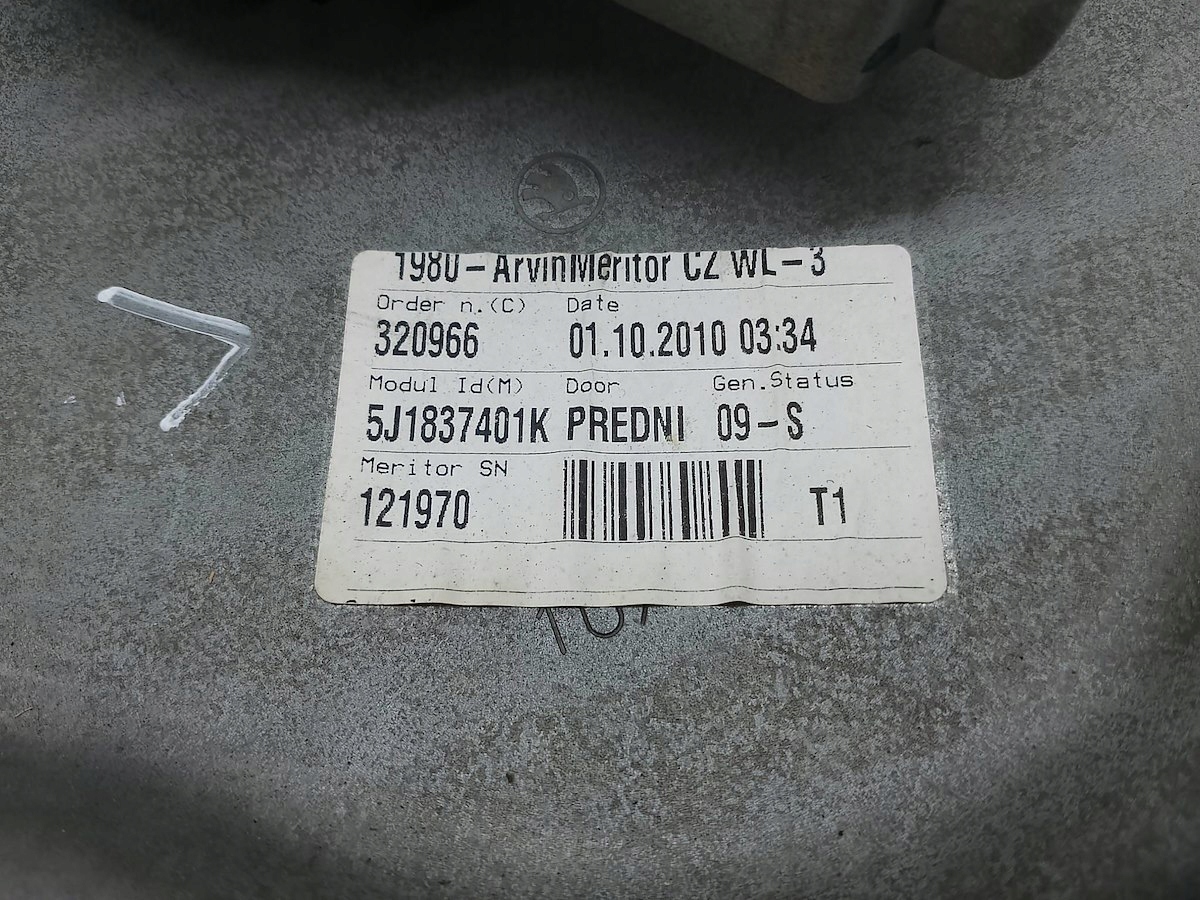 1980 - ArvinMeritor CZ WL - 3
Order n.(C) Date
320966 01.10.2010 03:34
Modul Id(M) Door Gen.Status
5J1837401K PREDNI 09 - S
Meritor SN
121970 T1